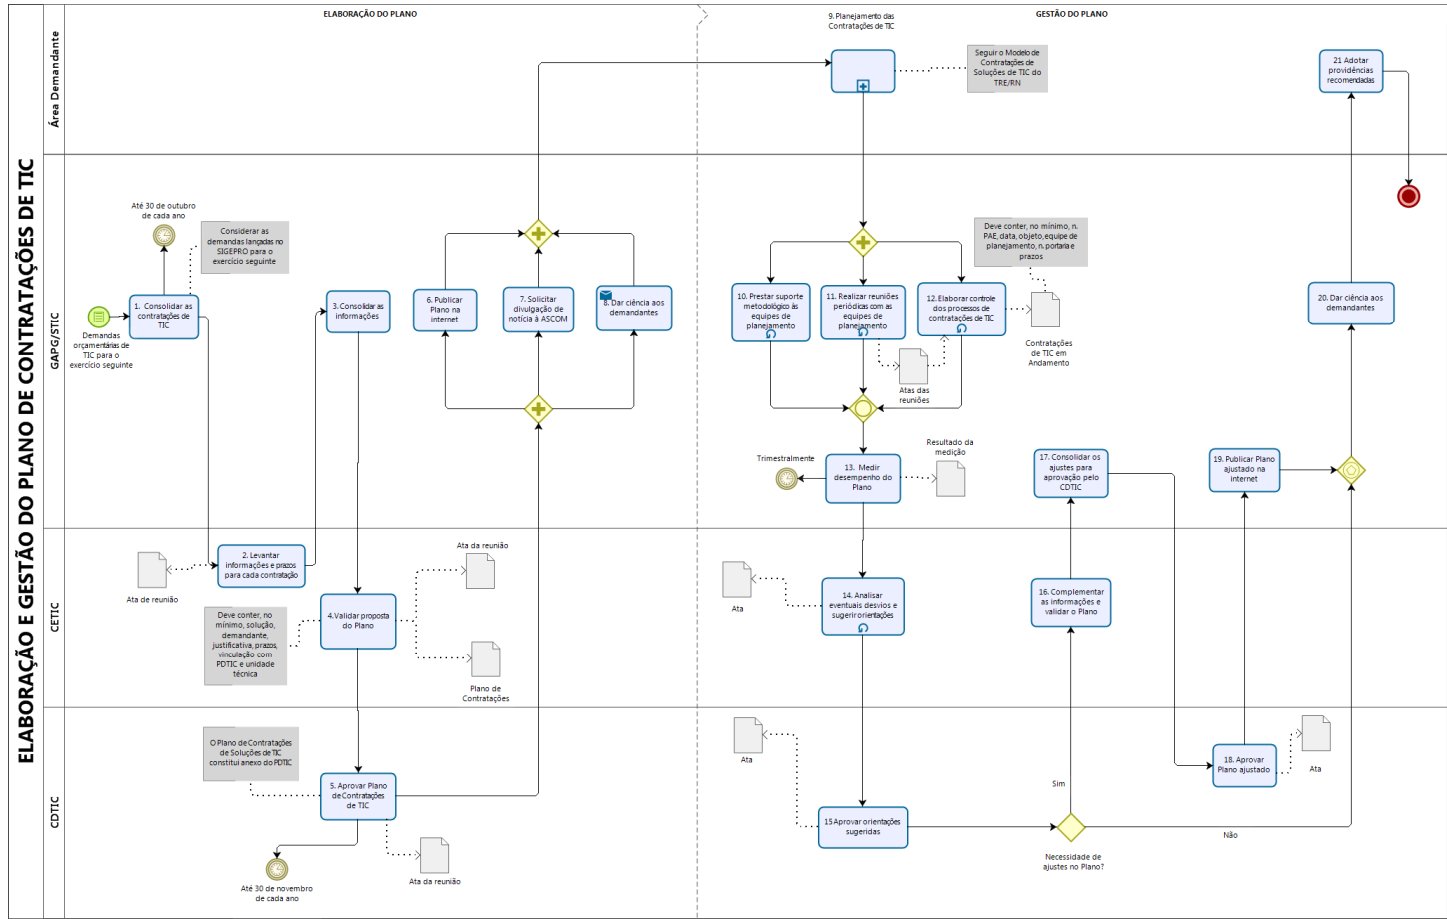 ELABORAÇÃO E GESTÃO DO PLANO DE CONTRATAÇÕES DE TIC
ELABORAÇÃO DO PLANO
GESTÃO DO PLANO
Área Demandante
9. Planejamento das
Contratações de TIC
Seguir o Modelo de
Contratações de
Soluções de TIC do
TRE/RN
21 Adotar
providências
recomendadas
GAPG/STIC
Até 30 de outubro
de cada ano
Considerar as
demandas lançadas no
SIGEPRO para o
exercício seguinte
1. Consolidar as
contratações de
TIC
Demandas
orçamentárias de
TIC para o
exercício seguinte
3. Consolidar as
informações
6. Publicar
Plano na
internet
7. Solicitar
divulgação de
notícia à ASCOM
8. Dar ciência aos
demandantes
Deve conter, no mínimo, n.
PAE, data, objeto, equipe de
planejamento, n. portaria e
prazos
10. Prestar suporte
metodológico às
equipes de
planejamento
11. Realizar reuniões
periódicas com as
equipes de
planejamento
12. Elaborar controle
dos processos de
contratações de TIC
Contratações
de TIC em
Andamento
Atas das
reuniões
20. Dar ciência aos
demandantes
Trimestralmente
13. Medir
desempenho do
Plano
Resultado da
medição
17. Consolidar os
ajustes para
aprovação pelo
CDTIC
19. Publicar Plano
ajustado na
internet
CETIC
Ata de reunião
2. Levantar
informações e prazos
para cada contratação
Deve conter, no
mínimo, solução,
demandante,
justificativa, prazos,
vinculação com
PDTIC e unidade
técnica
4.Validar proposta
do Plano
Ata da reunião
Plano de
Contratações
Ata
14. Analisar
eventuais desvios e
sugerir orientações
16. Complementar
as informações e
validar o Plano
CDTIC
O Plano de Contratações
de Soluções de TIC
constitui anexo do PDTIC
5. Aprovar Plano
de Contratações
de TIC
Até 30 de novembro
de cada ano
Ata da reunião
Ata
15 Aprovar orientações
sugeridas
Sim
Necessidade de
ajustes no Plano?
Não
18. Aprovar
Plano ajustado
Ata